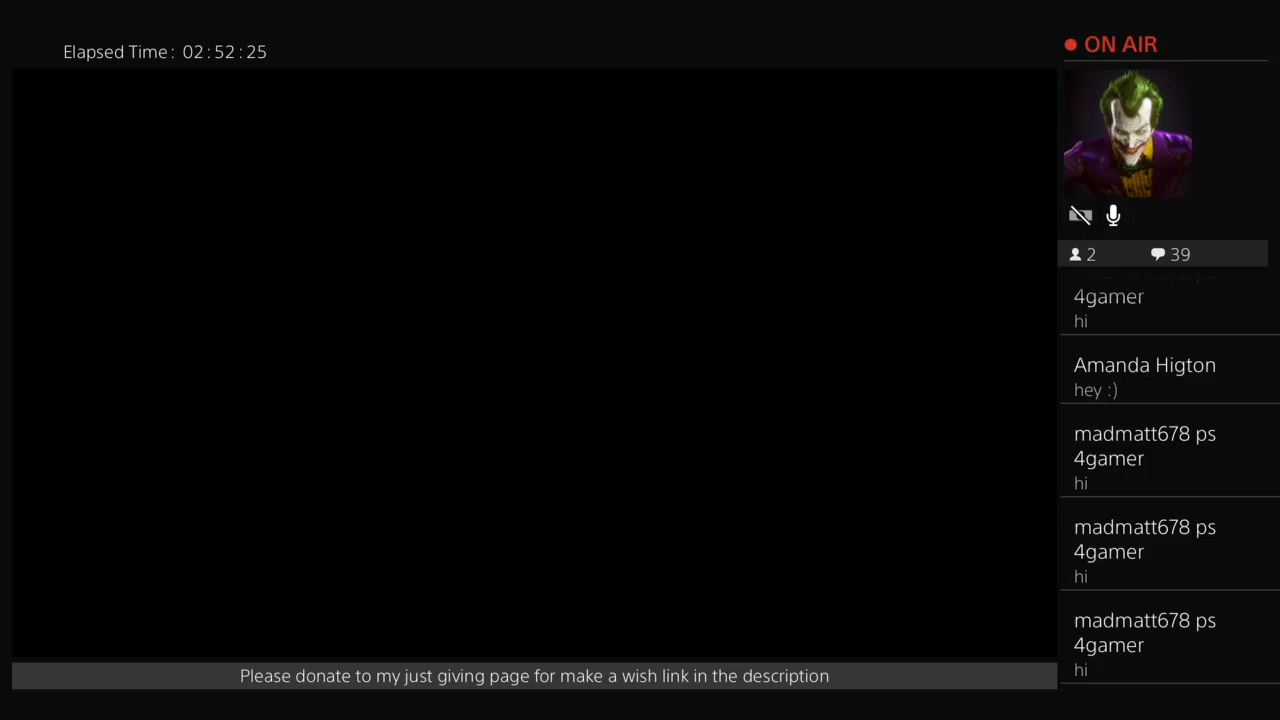 Elapsed Time: 02:52:25
ON AIR
2 39
4gamer
hi
Amanda Higton
hey :)
madmatt678 ps
4gamer
hi
madmatt678 ps
4gamer
hi
madmatt678 ps
4gamer
hi
Please donate to my just giving page for make a wish link in the description